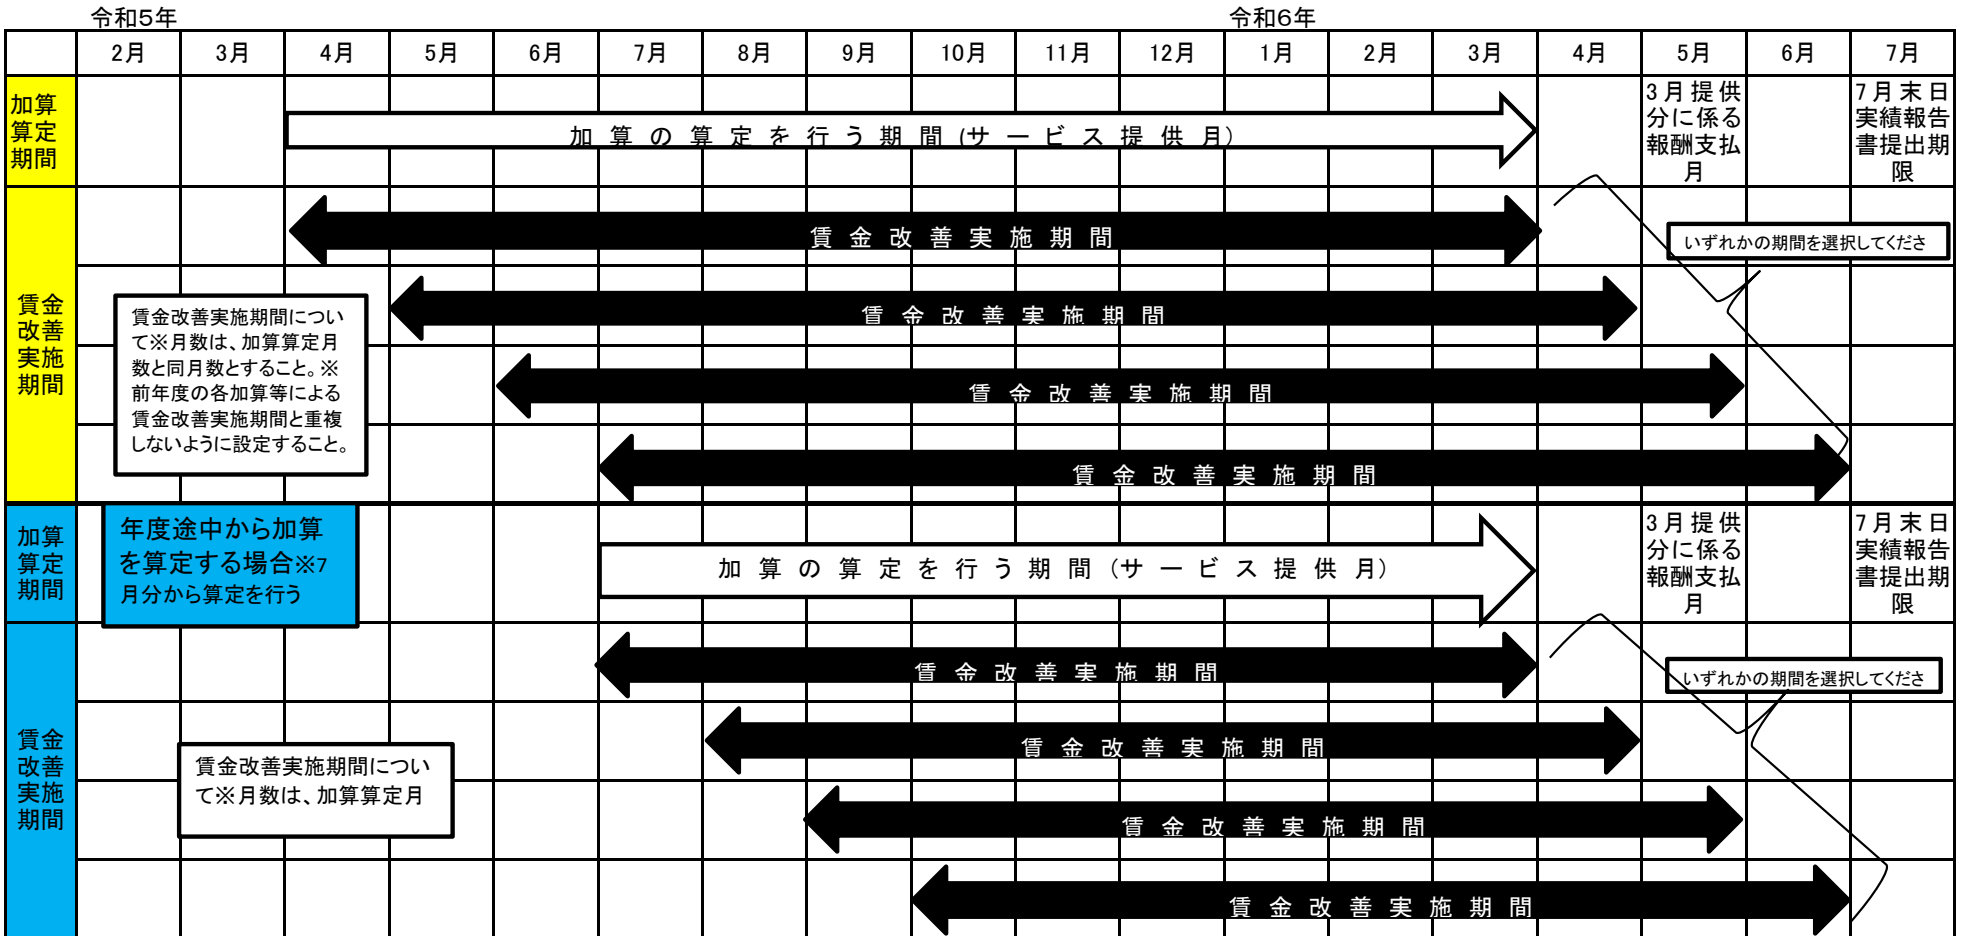 令和5年
令和6年
2月 3月 4月 5月 6月 7月 8月 9月 10月 11月 12月 1月 2月 3月 4月 5月 6月 7月
加算
算定
期間
加算の算定を行う期間(サービス提供月)
3月提供
分に係る
報酬支払
月
7月末日
実績報告
書提出期
限
賃金
改善
実施
期間
賃金改善実施期間
いずれかの期間を選択してくださ
賃金改善実施期間
賃金改善実施期間につい
て※月数は、加算算定月
数と同月数とすること。※
前年度の各加算等による
賃金改善実施期間と重複
しないように設定すること。
賃金改善実施期間
賃金改善実施期間
加算
算定
期間
年度途中から加算
を算定する場合※7
月分から算定を行う
加算の算定を行う期間(サービス提供月)
3月提供
分に係る
報酬支払
月
7月末日
実績報告
書提出期
限
賃金
改善
実施
期間
賃金改善実施期間
いずれかの期間を選択してくださ
賃金改善実施期間
賃金改善実施期間につい
て※月数は、加算算定月
賃金改善実施期間
賃金改善実施期間